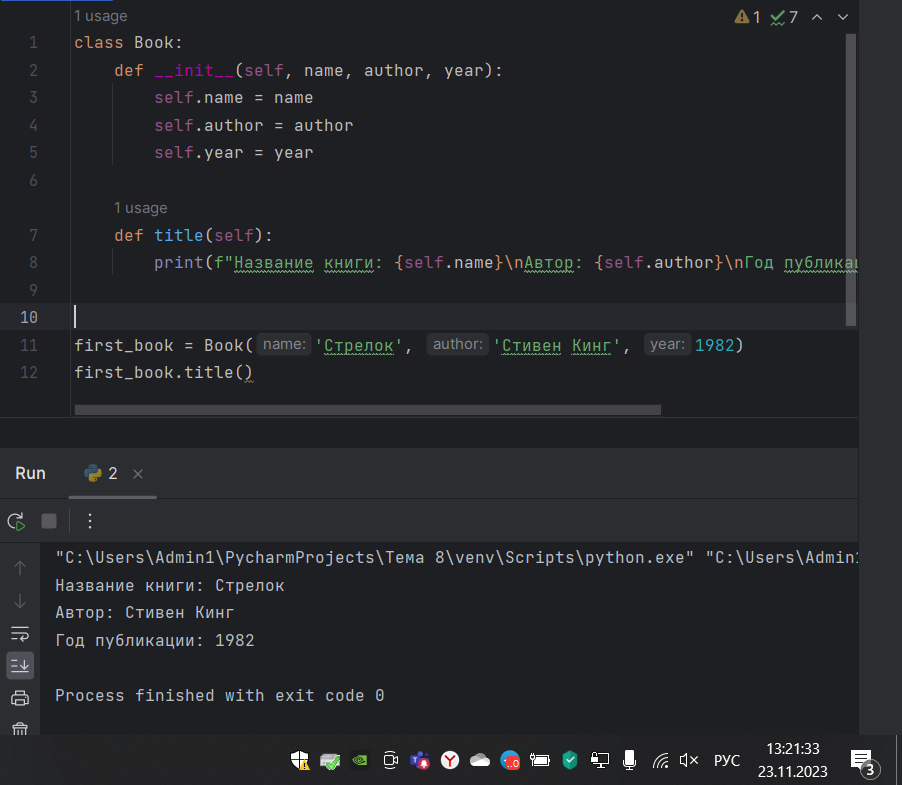 1 usage
1 7
1 class Book:
2 def __init__(self, name, author, year):
3 self.name = name
4 self.author = author
5 self.year = year
6
1 usage
7 def title(self):
8 print(f"Название книги: {self.name}\nАвтор: {self.author}\nГод публикац
9
10
11 first_book = Book( name: 'Стрелок', author: 'Стивен Кинг', year: 1982)
12 first_book.title()
Run 2
"C:\Users\Admin1\PycharmProjects\Тема 8\venv\Scripts\python.exe" "C:\Users\Admin1
Название книги: Стрелок
Автор: Стивен Кинг
Год публикации: 1982
Process finished with exit code 0
РУС
13:21:33
23.11.2023
3